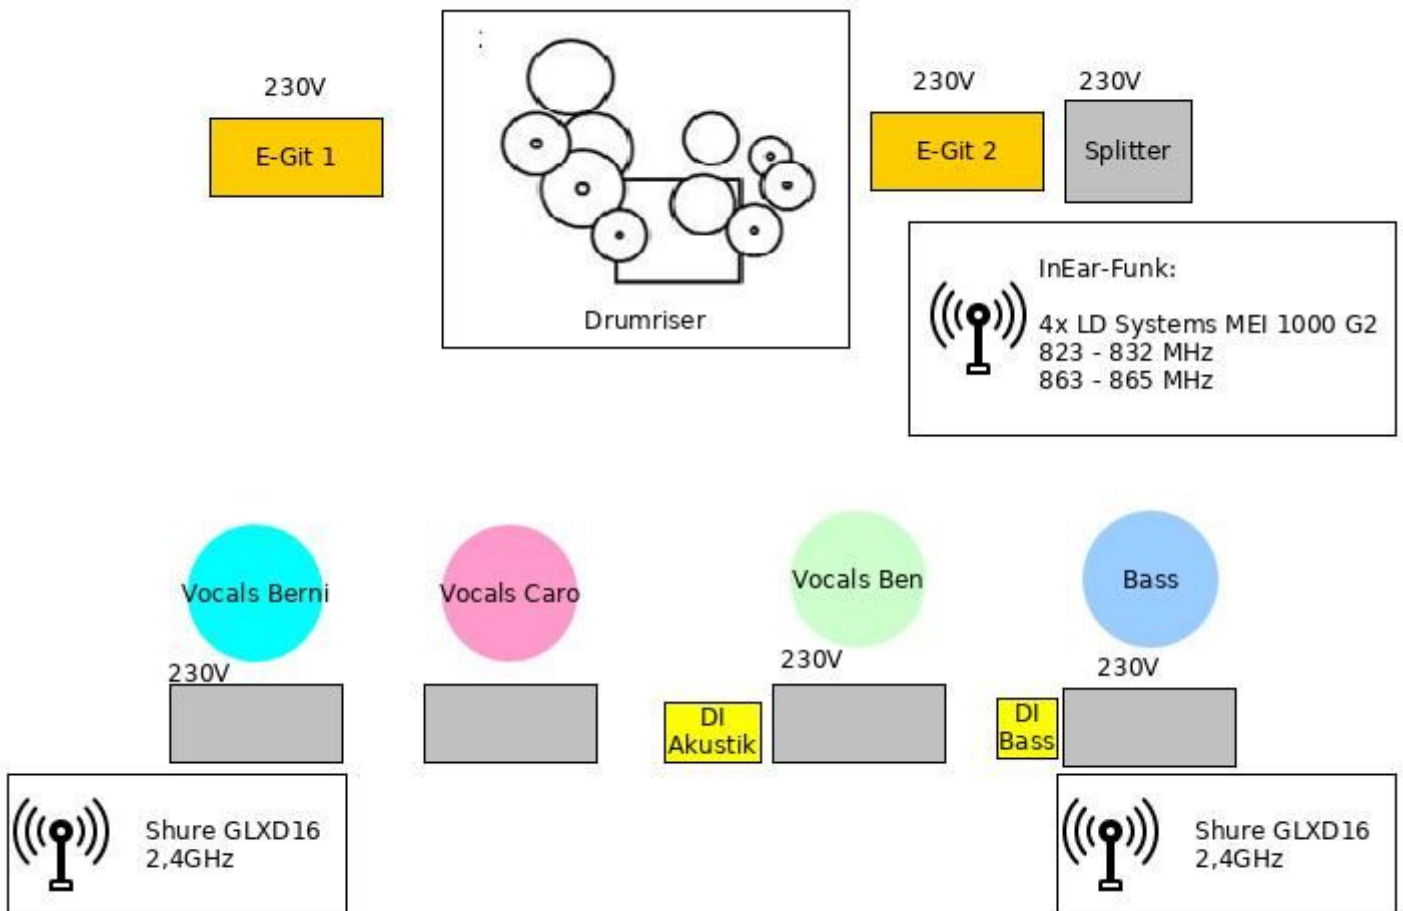 230V
E-Git 1
Drumriser
230V
E-Git 2
230V
Splitter
InEar-Funk:
4x LD Systems MEI 1000 G2
823 - 832 MHz
863 - 865 MHz
Vocals Berni
Vocals Caro
Vocals Ben
Bass
230V
230V
230V
DI
Akustik
DI
Bass
Shure GLXD16
2,4GHz
Shure GLXD16
2,4GHz